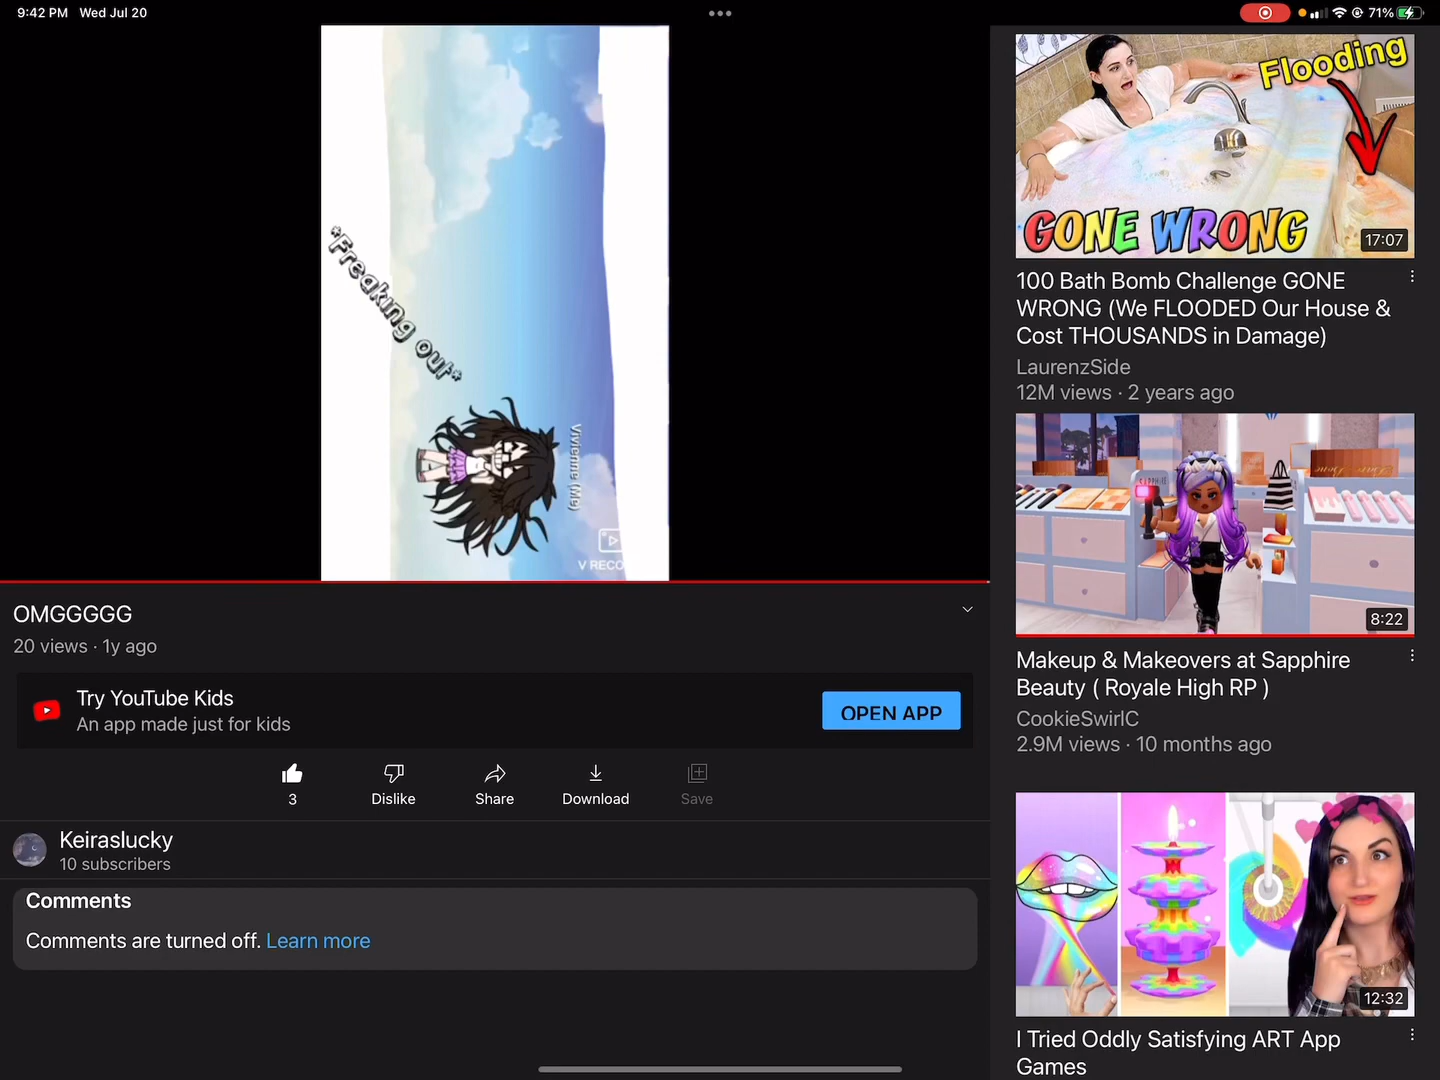 9:42 PM Wed Jul 20
71%
*Freaking out*
Vivienne (Me)
V RECO
OMGGGGG
20 views · 1y ago
Try YouTube Kids
An app made just for kids
OPEN APP
3
Dislike
Share
Download
Save
Keiraslucky
10 subscribers
Comments
Comments are turned off. Learn more
Flooding
GONE WRONG
17:07
100 Bath Bomb Challenge GONE
WRONG (We FLOODED Our House &
Cost THOUSANDS in Damage)
LaurenzSide
12M views · 2 years ago
SAPPHIRE
8:22
Makeup & Makeovers at Sapphire
Beauty ( Royale High RP )
CookieSwirlC
2.9M views · 10 months ago
12:32
I Tried Oddly Satisfying ART App
Games